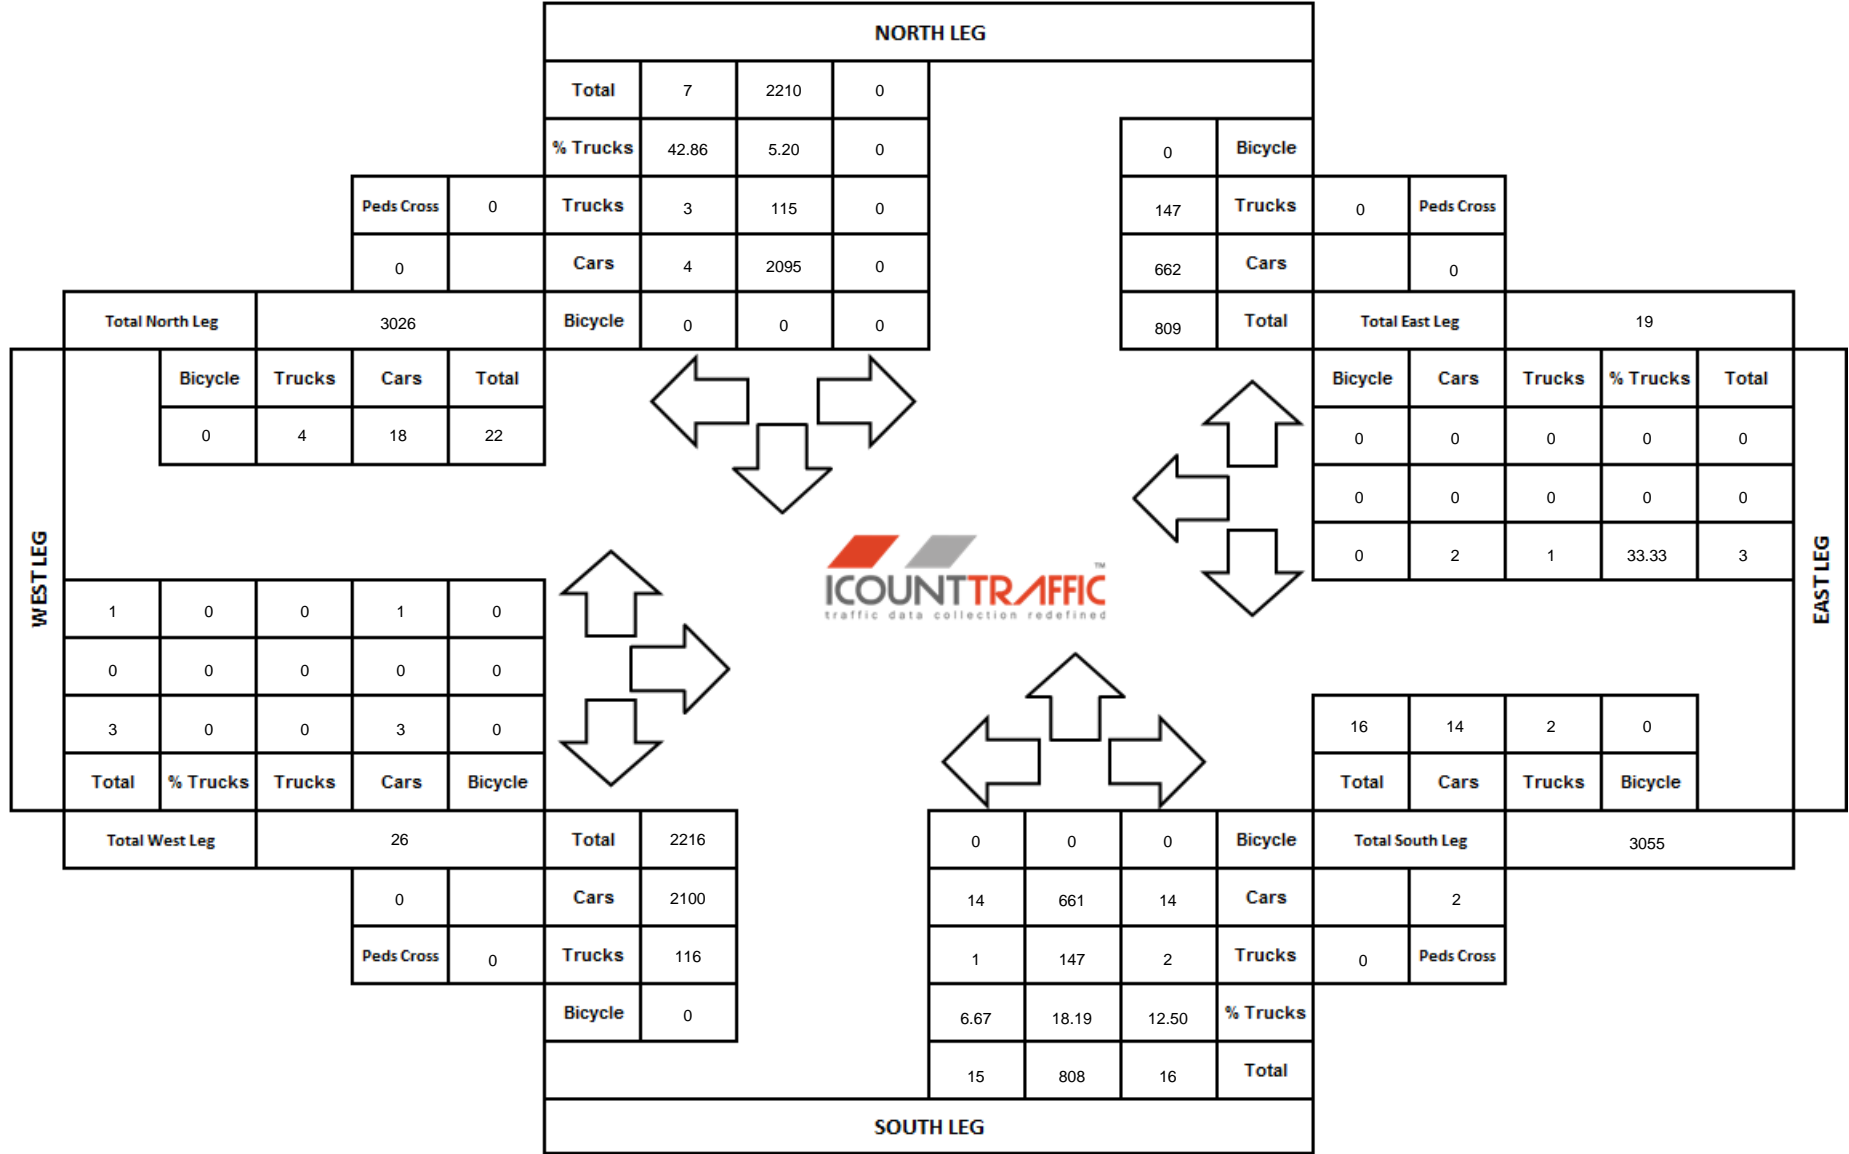 NORTH LEG
Total 7 2210 0
% Trucks 42.86 5.20 0 0 Bicycle
Peds Cross 0 Trucks 3 115 0 147 Trucks 0 Peds Cross
0 Cars 4 2095 0 662 Cars 0
Total North Leg 3026 Bicycle 0 0 0 809 Total Total East Leg 19
Bicycle Trucks Cars Total Bicycle Cars Trucks % Trucks Total
0 4 18 22 0 0 0 0 0
0 0 0 0 0
0 2 1 33.33 3
WEST LEG
EAST LEG
ICOUNTTRAFFIC TM
traffic data collection redefined
1 0 0 1 0
0 0 0 0 0
3 0 0 3 0 16 14 2 0
Total % Trucks Trucks Cars Bicycle Total Cars Trucks Bicycle
Total West Leg 26 Total 2216 0 0 0 Bicycle Total South Leg 3055
0 Cars 2100 14 661 14 Cars 2
Peds Cross 0 Trucks 116 1 147 2 Trucks 0 Peds Cross
Bicycle 0 6.67 18.19 12.50 % Trucks
15 808 16 Total
SOUTH LEG